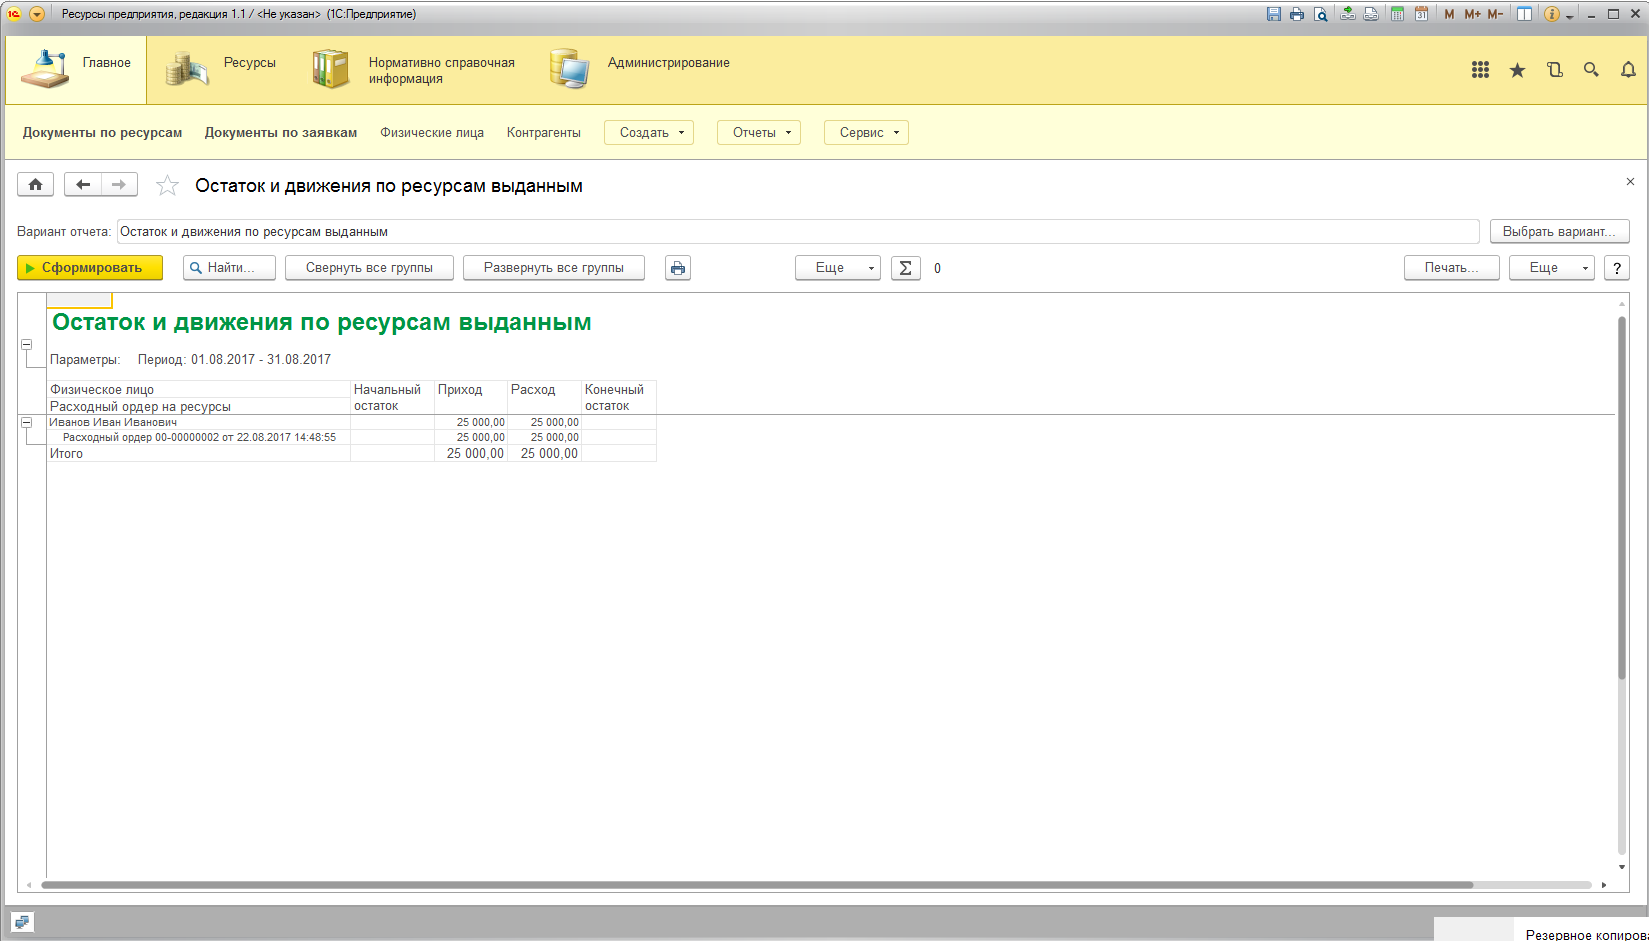 Ресурсы предприятия, редакция 1.1 / <Не указан> (1С:Предприятие)
M M+ M-
Главное
Ресурсы
Нормативно справочная
информация
Администрирование
Документы по ресурсам Документы по заявкам Физические лица Контрагенты Создать Отчеты Сервис
Остаток и движения по ресурсам выданным
Вариант отчета: Остаток и движения по ресурсам выданным Выбрать вариант...
Сформировать Найти... Свернуть все группы Развернуть все группы Еще Σ 0 Печать... Еще ?
Остаток и движения по ресурсам выданным
Параметры: Период: 01.08.2017 - 31.08.2017
Физическое лицо Начальный остаток Приход Расход Конечный остаток
Расходный ордер на ресурсы
Иванов Иван Иванович 25 000,00 25 000,00
Расходный ордер 00-00000002 от 22.08.2017 14:48:55 25 000,00 25 000,00
Итого 25 000,00 25 000,00
Резервное копиров